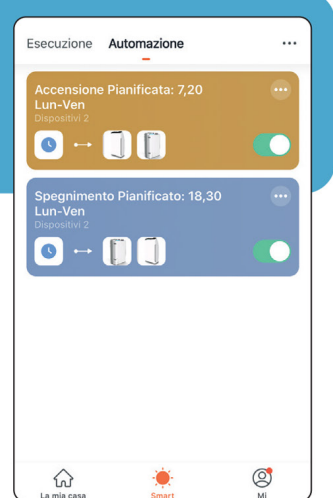 Esecuzione Automazione
Accensione Pianificata: 7,20
Lun-Ven
Dispositivi 2
Spegnimento Pianificato: 18,30
Lun-Ven
Dispositivi 2
La mia casa Smart Mi